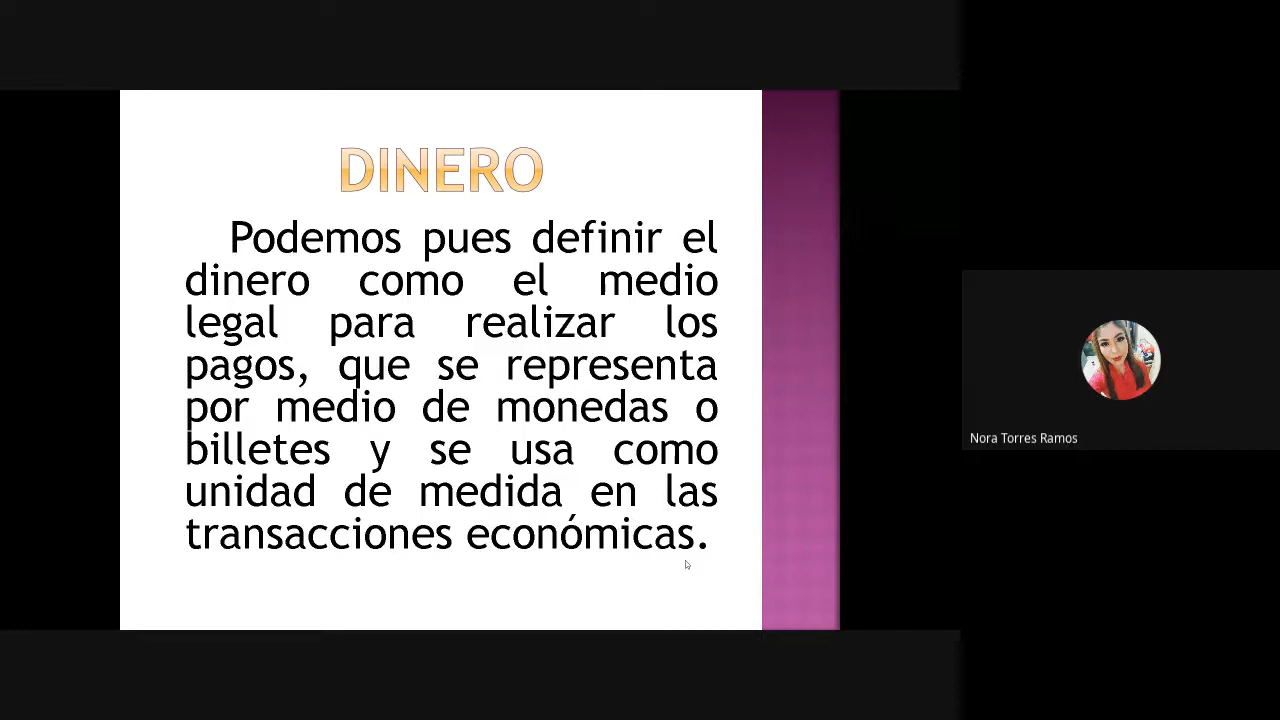 DINERO
Podemos pues definir el
dinero como el medio
legal para realizar los
pagos, que se representa
por medio de monedas o
billetes y se usa como
unidad de medida en las
transacciones económicas.
Nora Torres Ramos